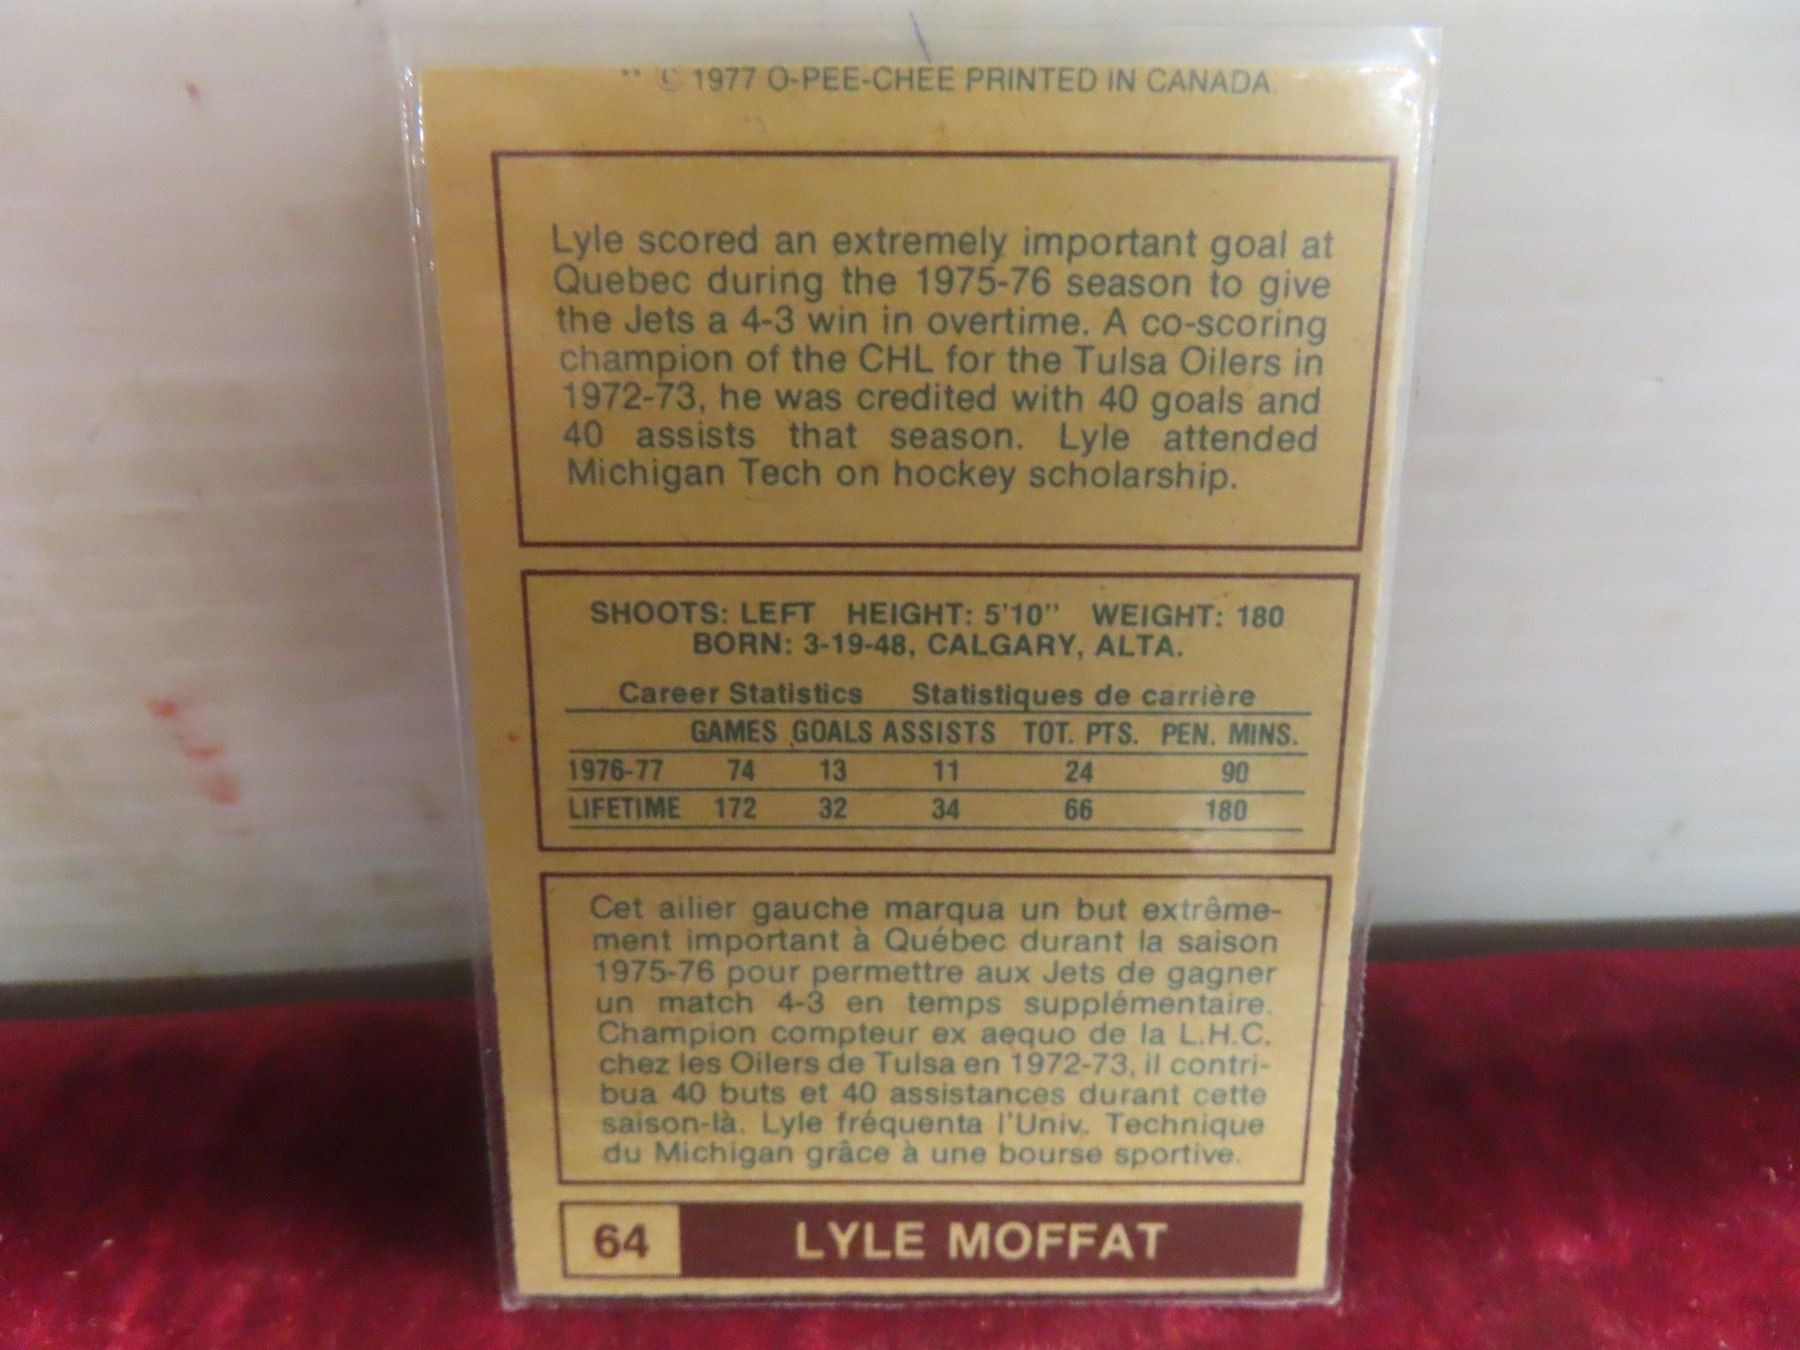 ** © 1977 O-PEE-CHEE PRINTED IN CANADA.
Lyle scored an extremely important goal at
Quebec during the 1975-76 season to give
the Jets a 4-3 win in overtime. A co-scoring
champion of the CHL for the Tulsa Oilers in
1972-73, he was credited with 40 goals and
40 assists that season. Lyle attended
Michigan Tech on hockey scholarship.
SHOOTS: LEFT HEIGHT: 5'10" WEIGHT: 180
BORN: 3-19-48, CALGARY, ALTA.
Career Statistics Statistiques de carrière
GAMES GOALS ASSISTS TOT. PTS. PEN. MINS.
1976-77 74 13 11 24 90
LIFETIME 172 32 34 66 180
Cet ailier gauche marqua un but extrême-
ment important à Québec durant la saison
1975-76 pour permettre aux Jets de gagner
un match 4-3 en temps supplémentaire.
Champion compteur ex aequo de la L.H.C.
chez les Oilers de Tulsa en 1972-73, il contri-
bua 40 buts et 40 assistances durant cette
saison-là. Lyle fréquenta l'Univ. Technique
du Michigan grâce à une bourse sportive.
64 LYLE MOFFAT